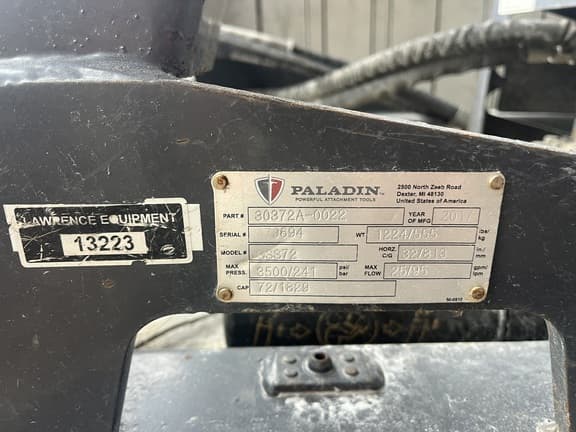 PALADIN™
POWERFUL ATTACHMENT TOOLS
2800 North Zeeb Road
Dexter, MI 48130
United States of America
PART # 30372A-0022 YEAR OF MFG 2017
SERIAL # WT 1224/555 lbs/kg
MODEL # HORZ. C/G 32/813 in/mm
MAX PRESS. 3500/241 psi/bar MAX FLOW 25/95 gpm/lpm
CAP 72/1829
LAWRENCE EQUIPMENT
13223